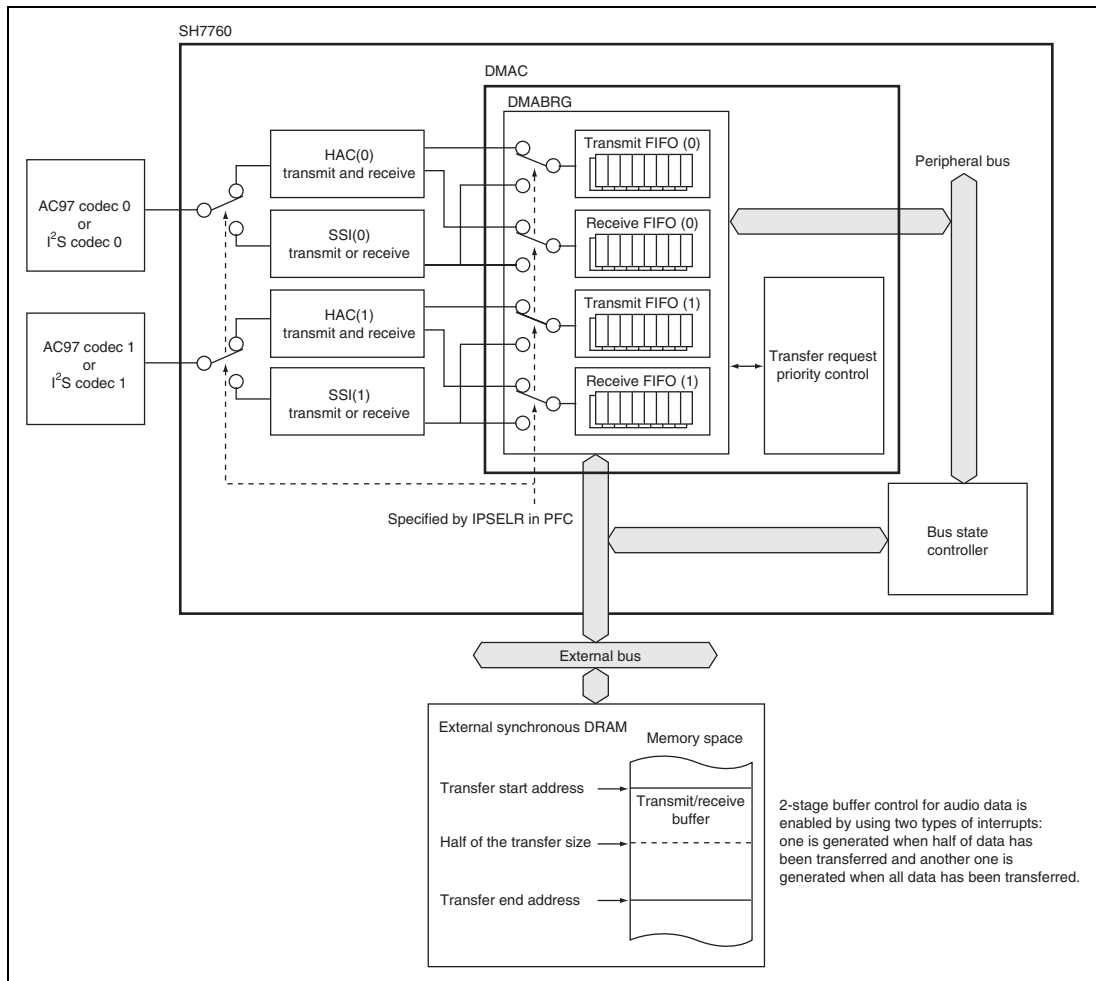 SH7760
DMAC
DMABRG
AC97 codec 0
or
I²S codec 0
HAC(0)
transmit and receive
SSI(0)
transmit or receive
AC97 codec 1
or
I²S codec 1
HAC(1)
transmit and receive
SSI(1)
transmit or receive
Transmit FIFO (0)
Receive FIFO (0)
Transmit FIFO (1)
Receive FIFO (1)
Transfer request
priority control
Peripheral bus
Specified by IPSELR in PFC
Bus state
controller
External bus
External synchronous DRAM
Memory space
Transfer start address
Transmit/receive
buffer
Half of the transfer size
Transfer end address
2-stage buffer control for audio data is
enabled by using two types of interrupts:
one is generated when half of data has
been transferred and another one is
generated when all data has been transferred.